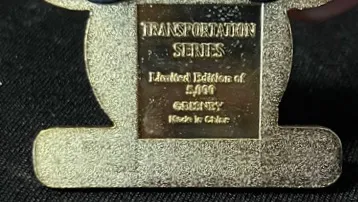 TRANSPORTATION
SERIES
Limited Edition of
5,000
©DISNEY
Made in China